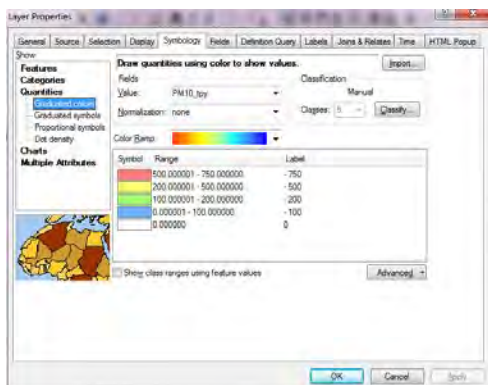 Layer Properties
General Source Selection Display Symbology Fields Definition Query Labels Joins & Relates Time HTML Popup
Show
Features
Categories
Quantities
Graduated colors
Graduated symbols
Proportional symbols
Dot density
Charts
Multiple Attributes
Draw quantities using color to show values.
Import...
Fields
Value: PM10_tpy
Normalization: none
Classification
Manual
Classes: 5
Classify...
Color Ramp:
Symbol Range Label
500.000001 - 750.000000 - 750
200.000001 - 500.000000 - 500
100.000001 - 200.000000 - 200
0.000001 - 100.000000 - 100
0.000000 0
Show class ranges using feature values
Advanced
OK Cancel Apply